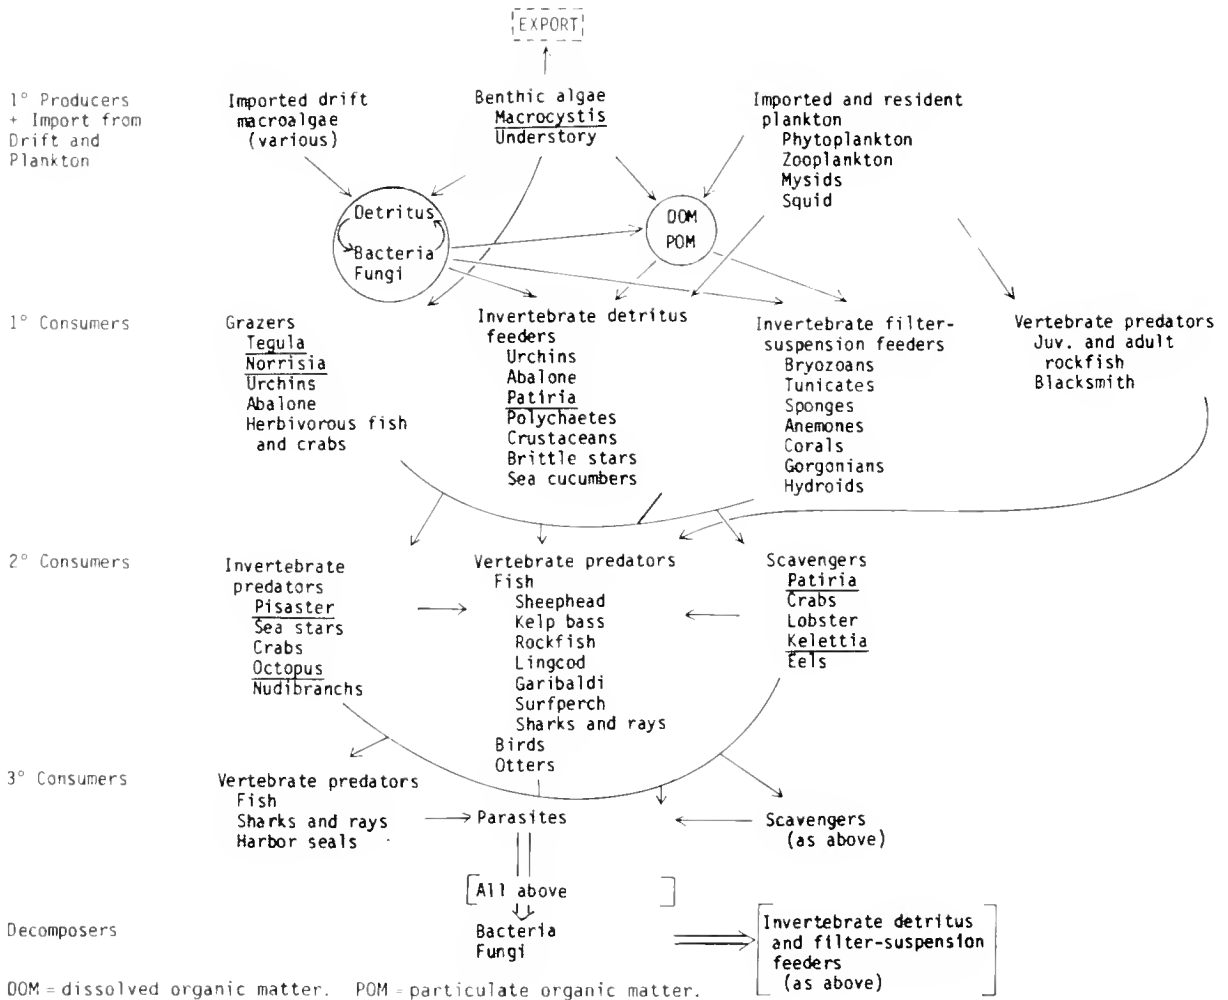 EXPORT
1° Producers
+ Import from
Drift and
Plankton
Imported drift
macroalgae
(various)
Benthic algae
Macrocystis
Understory
Imported and resident
plankton
Phytoplankton
Zooplankton
Mysids
Squid
Detritus
Bacteria
Fungi
DOM
POM
1° Consumers
Grazers
Tegula
Norrisia
Urchins
Abalone
Herbivorous fish
and crabs
Invertebrate detritus
feeders
Urchins
Abalone
Patiria
Polychaetes
Crustaceans
Brittle stars
Sea cucumbers
Invertebrate filter-
suspension feeders
Bryozoans
Tunicates
Sponges
Anemones
Corals
Gorgonians
Hydroids
Vertebrate predators
Juv. and adult
rockfish
Blacksmith
2° Consumers
Invertebrate
predators
Pisaster
Sea stars
Crabs
Octopus
Nudibranchs
Vertebrate predators
Fish
Sheephead
Kelp bass
Rockfish
Lingcod
Garibaldi
Surfperch
Sharks and rays
Birds
Otters
Scavengers
Patiria
Crabs
Lobster
Kelettia
Eels
3° Consumers
Vertebrate predators
Fish
Sharks and rays
Harbor seals
Parasites
Scavengers
(as above)
[All above ]
Decomposers
Bacteria
Fungi
Invertebrate detritus
and filter-suspension
feeders
(as above)
DOM = dissolved organic matter. POM = particulate organic matter.